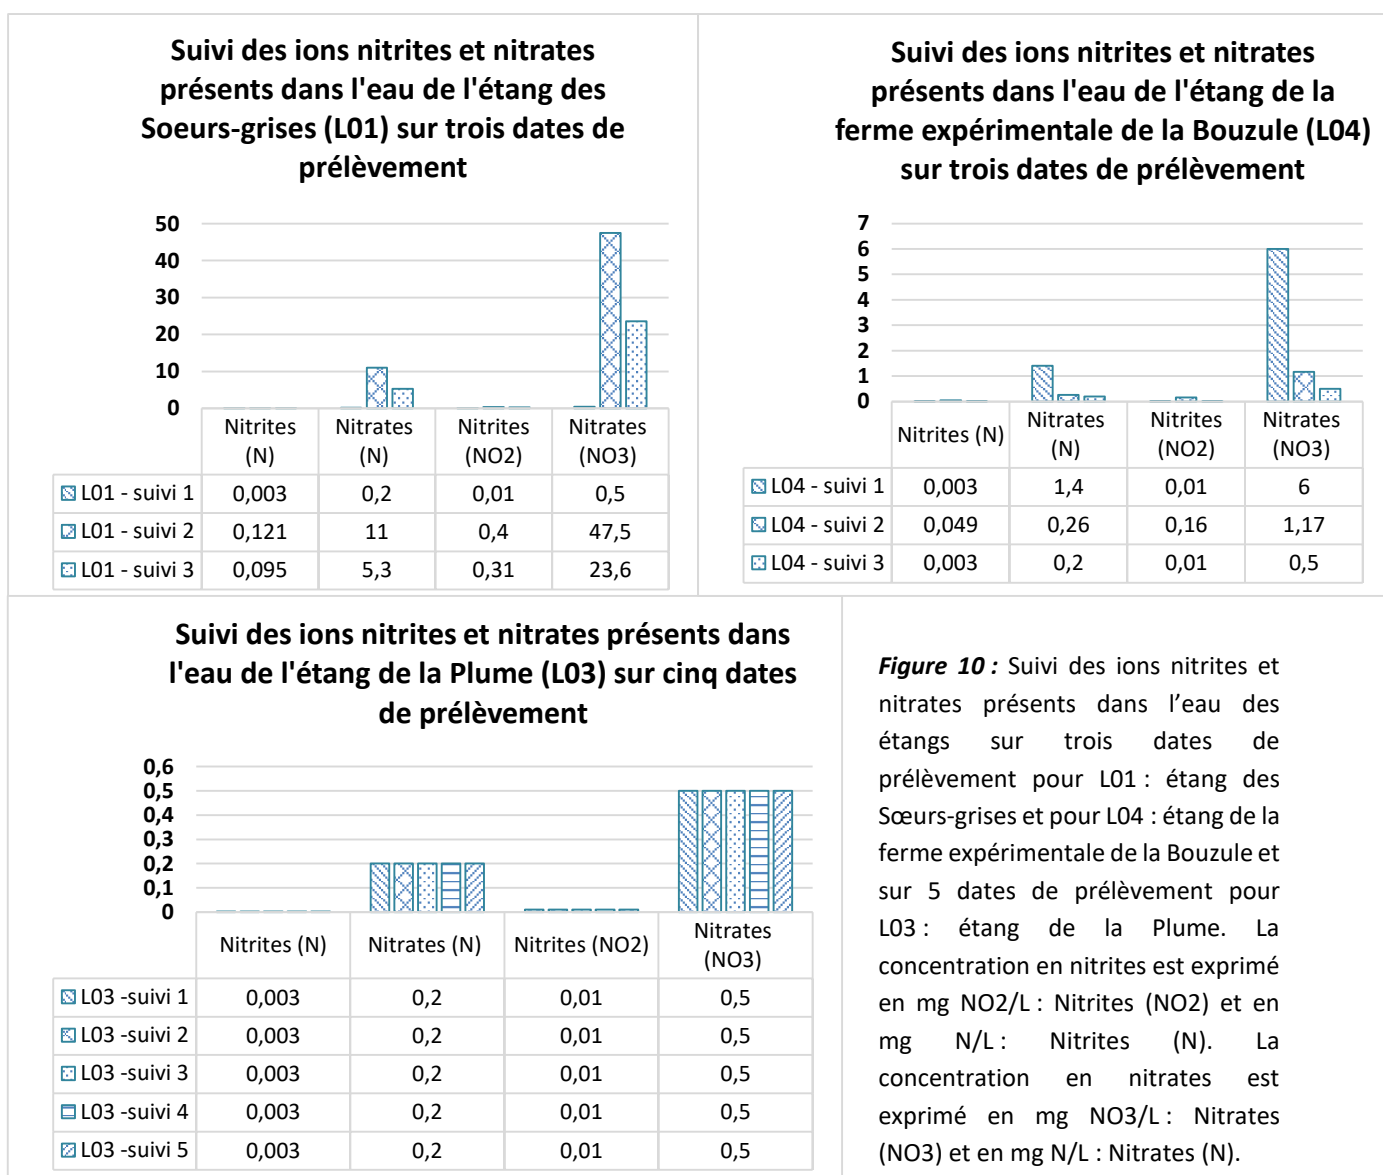 Suivi des ions nitrites et nitrates
présents dans l'eau de l'étang des
Soeurs-grises (L01) sur trois dates de
prélèvement
50
40
30
20
10
0
Nitrites (N) Nitrates (N) Nitrites (NO2) Nitrates (NO3)
L01 - suivi 1 0,003 0,2 0,01 0,5
L01 - suivi 2 0,121 11 0,4 47,5
L01 - suivi 3 0,095 5,3 0,31 23,6
Suivi des ions nitrites et nitrates
présents dans l'eau de l'étang de la
ferme expérimentale de la Bouzule (L04)
sur trois dates de prélèvement
7
6
5
4
3
2
1
0
Nitrites (N) Nitrates (N) Nitrites (NO2) Nitrates (NO3)
L04 - suivi 1 0,003 1,4 0,01 6
L04 - suivi 2 0,049 0,26 0,16 1,17
L04 - suivi 3 0,003 0,2 0,01 0,5
Suivi des ions nitrites et nitrates présents dans
l'eau de l'étang de la Plume (L03) sur cinq dates
de prélèvement
0,6
0,5
0,4
0,3
0,2
0,1
0
Nitrites (N) Nitrates (N) Nitrites (NO2) Nitrates (NO3)
L03 -suivi 1 0,003 0,2 0,01 0,5
L03 -suivi 2 0,003 0,2 0,01 0,5
L03 -suivi 3 0,003 0,2 0,01 0,5
L03 -suivi 4 0,003 0,2 0,01 0,5
L03 -suivi 5 0,003 0,2 0,01 0,5
Figure 10 : Suivi des ions nitrites et
nitrates présents dans l’eau des
étangs sur trois dates de
prélèvement pour L01 : étang des
Sœurs-grises et pour L04 : étang de la
ferme expérimentale de la Bouzule et
sur 5 dates de prélèvement pour
L03 : étang de la Plume. La
concentration en nitrites est exprimé
en mg NO2/L : Nitrites (NO2) et en
mg N/L : Nitrites (N). La
concentration en nitrates est
exprimé en mg NO3/L : Nitrates
(NO3) et en mg N/L : Nitrates (N).